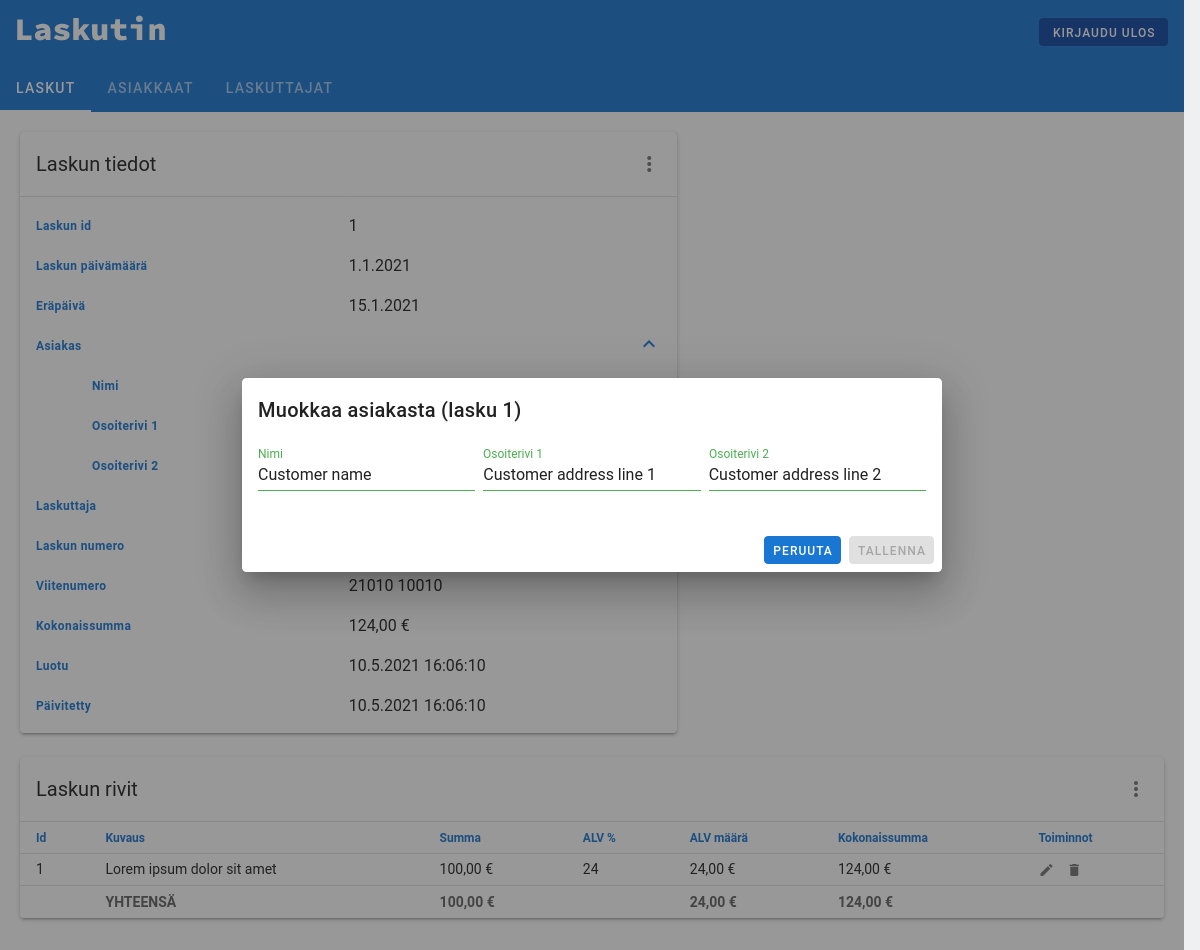 Laskutin
KIRJAUDU ULOS
LASKUT ASIAKKAAT LASKUTTAJAT
Laskun tiedot
Laskun id 1
Laskun päivämäärä 1.1.2021
Eräpäivä 15.1.2021
Asiakas
Nimi
Osoiterivi 1
Osoiterivi 2
Laskuttaja
Laskun numero
Viitenumero 21010 10010
Kokonaissumma 124,00 €
Luotu 10.5.2021 16:06:10
Päivitetty 10.5.2021 16:06:10
Muokkaa asiakasta (lasku 1)
Nimi Osoiterivi 1 Osoiterivi 2
Customer name Customer address line 1 Customer address line 2
PERUUTA TALLENNA
Laskun rivit
Id Kuvaus Summa ALV % ALV määrä Kokonaissumma Toiminnot
1 Lorem ipsum dolor sit amet 100,00 € 24 24,00 € 124,00 €
YHTEENSÄ 100,00 € 24,00 € 124,00 €